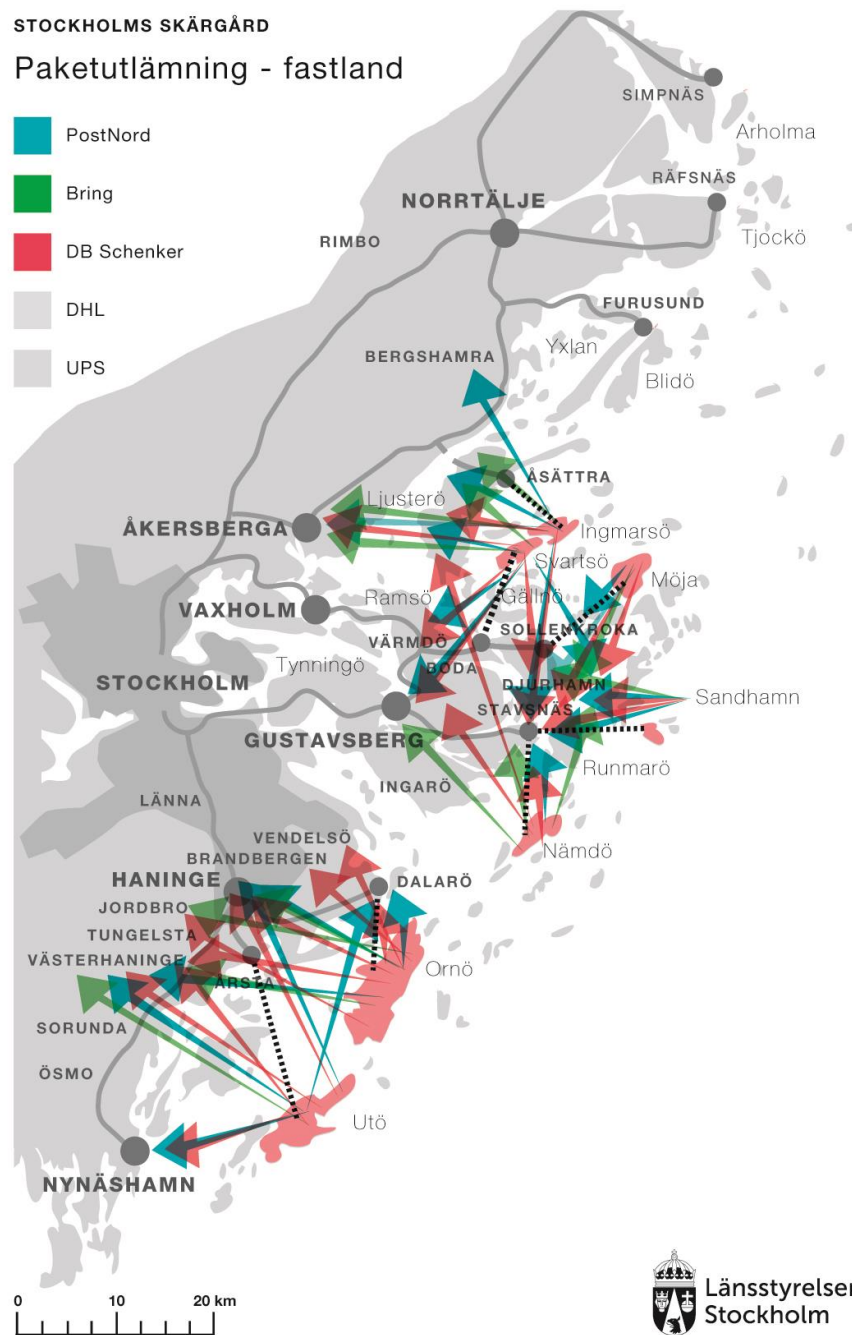 STOCKHOLMS SKÄRGÅRD
Paketutlämning - fastland
PostNord
Bring
DB Schenker
DHL
UPS
SIMPNÄS
Arholma
RÄFSNÄS
NORRTÄLJE
Tjockö
RIMBO
FURUSUND
Yxlan
BERGSHAMRA
Blidö
ÅSÄTTRA
Ljusterö
ÅKERSBERGA
Ingmarsö
Svartsö
Möja
Ramsö
Gällnö
VAXHOLM
SOLLENKROKA
VÄRMDÖ
Tynningö
BODA
STOCKHOLM
DJURHAMN
Sandhamn
STAVSNÄS
GUSTAVSBERG
Runmarö
INGARÖ
LÄNNA
VENDELSÖ
Nämdö
BRANDBERGEN
HANINGE
DALARÖ
JORDBRO
TUNGELSTA
VÄSTERHANINGE
Ornö
ÅRSTA
SORUNDA
ÖSMO
Utö
NYNÄSHAMN
0 10 20 km
Länsstyrelsen
Stockholm